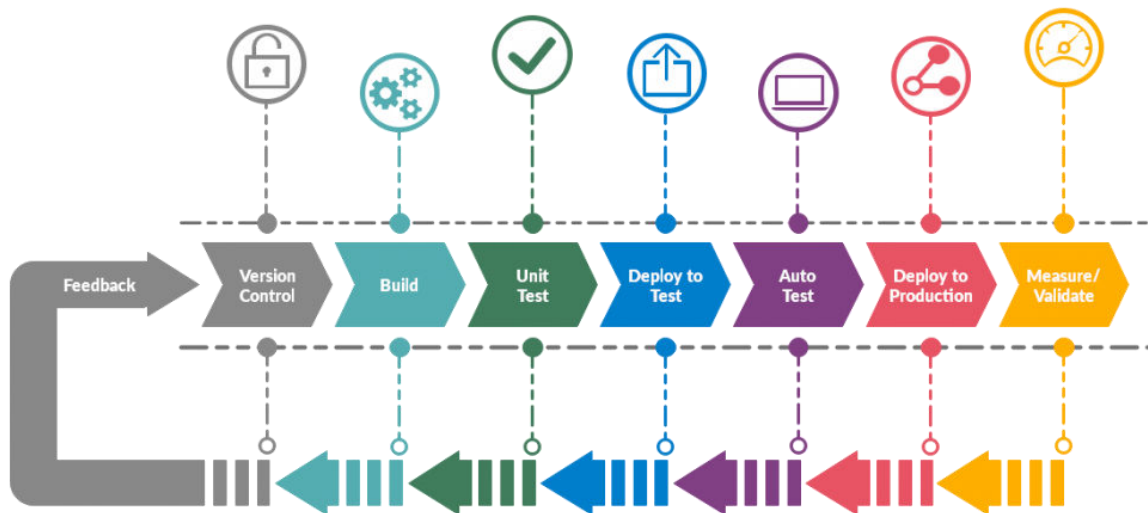 Feedback
Version
Control
Build
Unit
Test
Deploy to
Test
Auto
Test
Deploy to
Production
Measure/
Validate